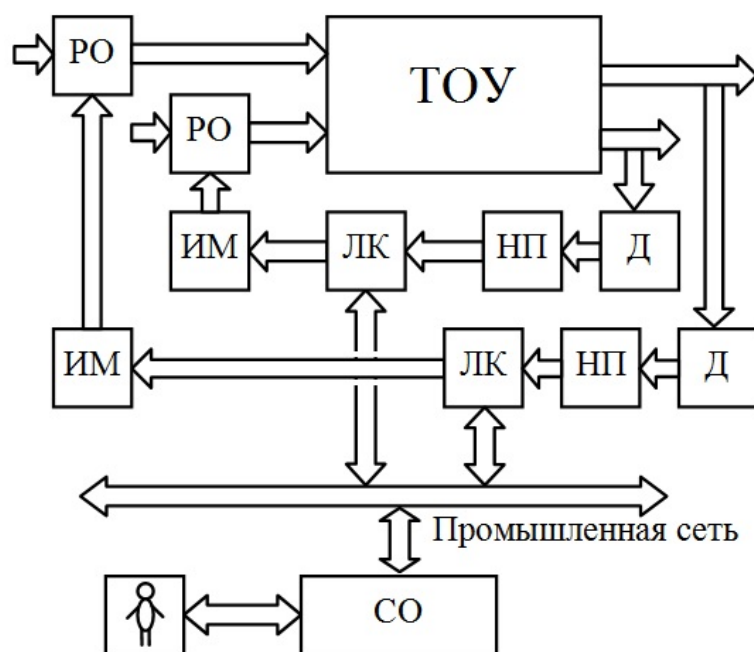 РО
ТОУ
РО
ИМ
ЛК
НП
Д
ИМ
ЛК
НП
Д
Промышленная сеть
СО